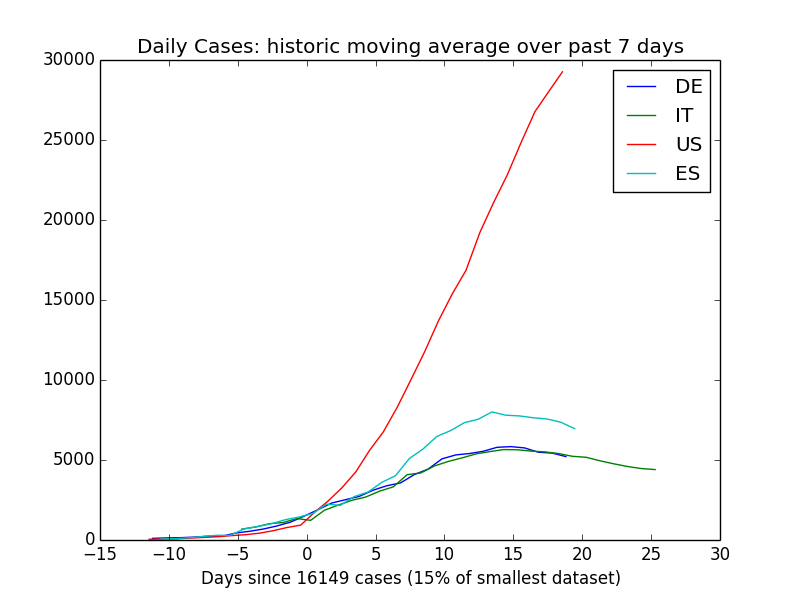 Daily Cases: historic moving average over past 7 days
30000
25000
20000
15000
10000
5000
0
DE
IT
US
ES
−15 −10 −5 0 5 10 15 20 25 30
Days since 16149 cases (15% of smallest dataset)